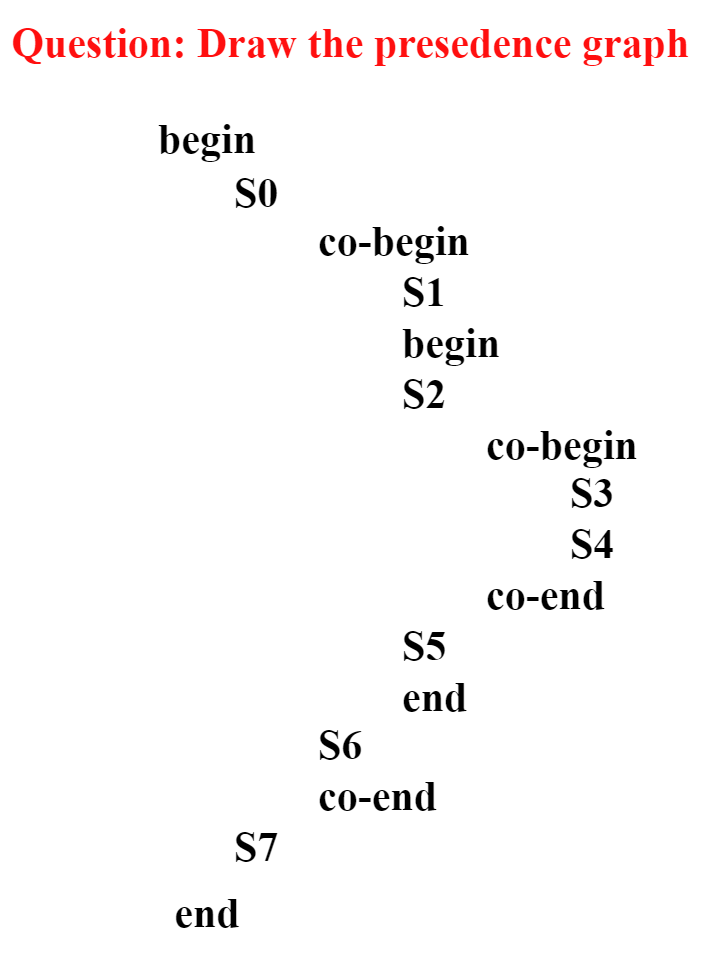 Question: Draw the presedence graph
begin
S0
co-begin
S1
begin
S2
co-begin
S3
S4
co-end
S5
end
S6
co-end
S7
end